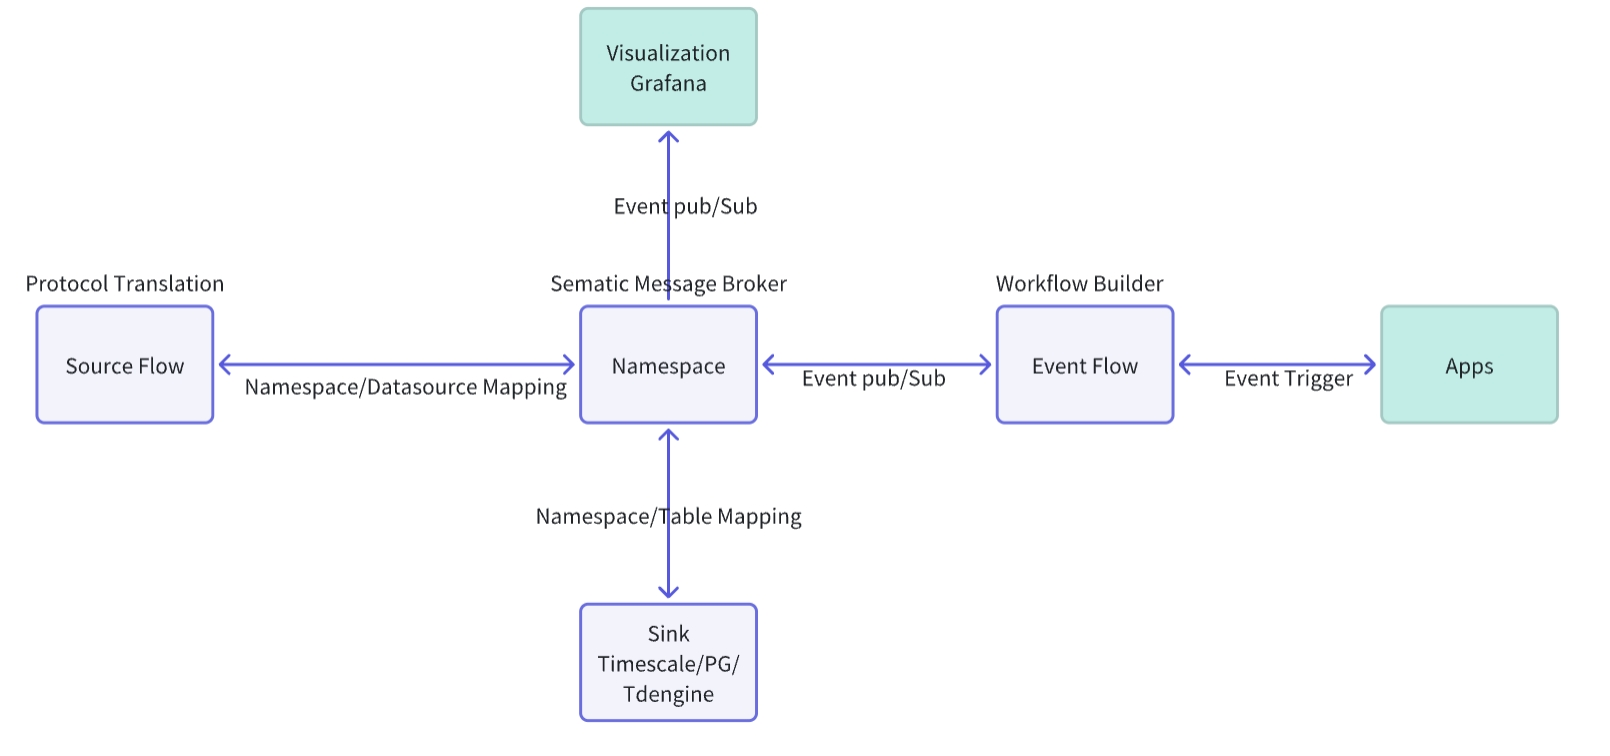 Visualization
Grafana
Event pub/Sub
Protocol Translation
Sematic Message Broker
Workflow Builder
Source Flow
Namespace/Datasource Mapping
Namespace
Event pub/Sub
Event Flow
Event Trigger
Apps
Namespace/Table Mapping
Sink
Timescale/PG/
Tdengine